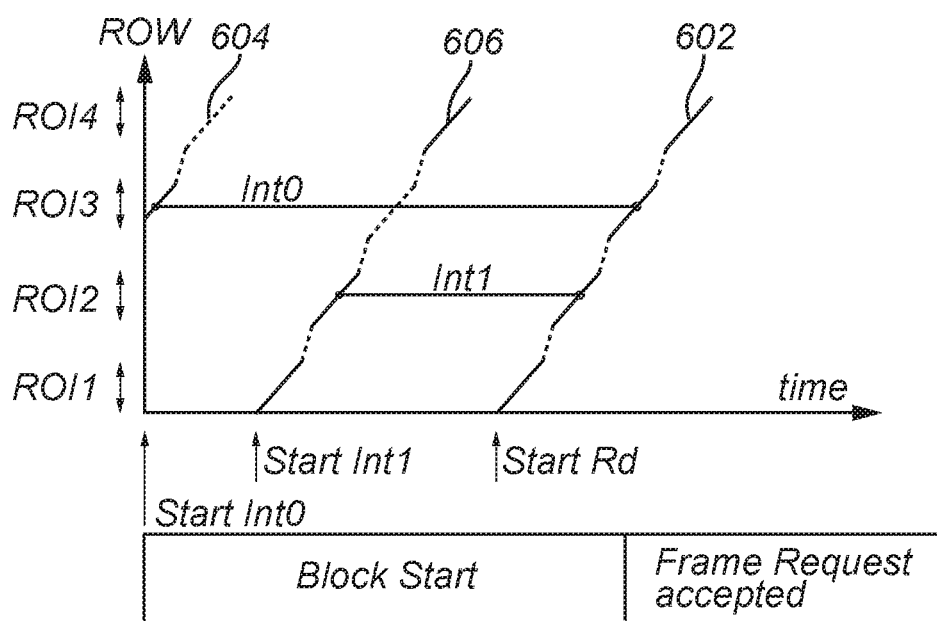 ROW 604 606 602
ROI4
Int0
ROI3
Int1
ROI2
ROI1
time
Start Int1 Start Rd
Start Int0
Block Start
Frame Request
accepted